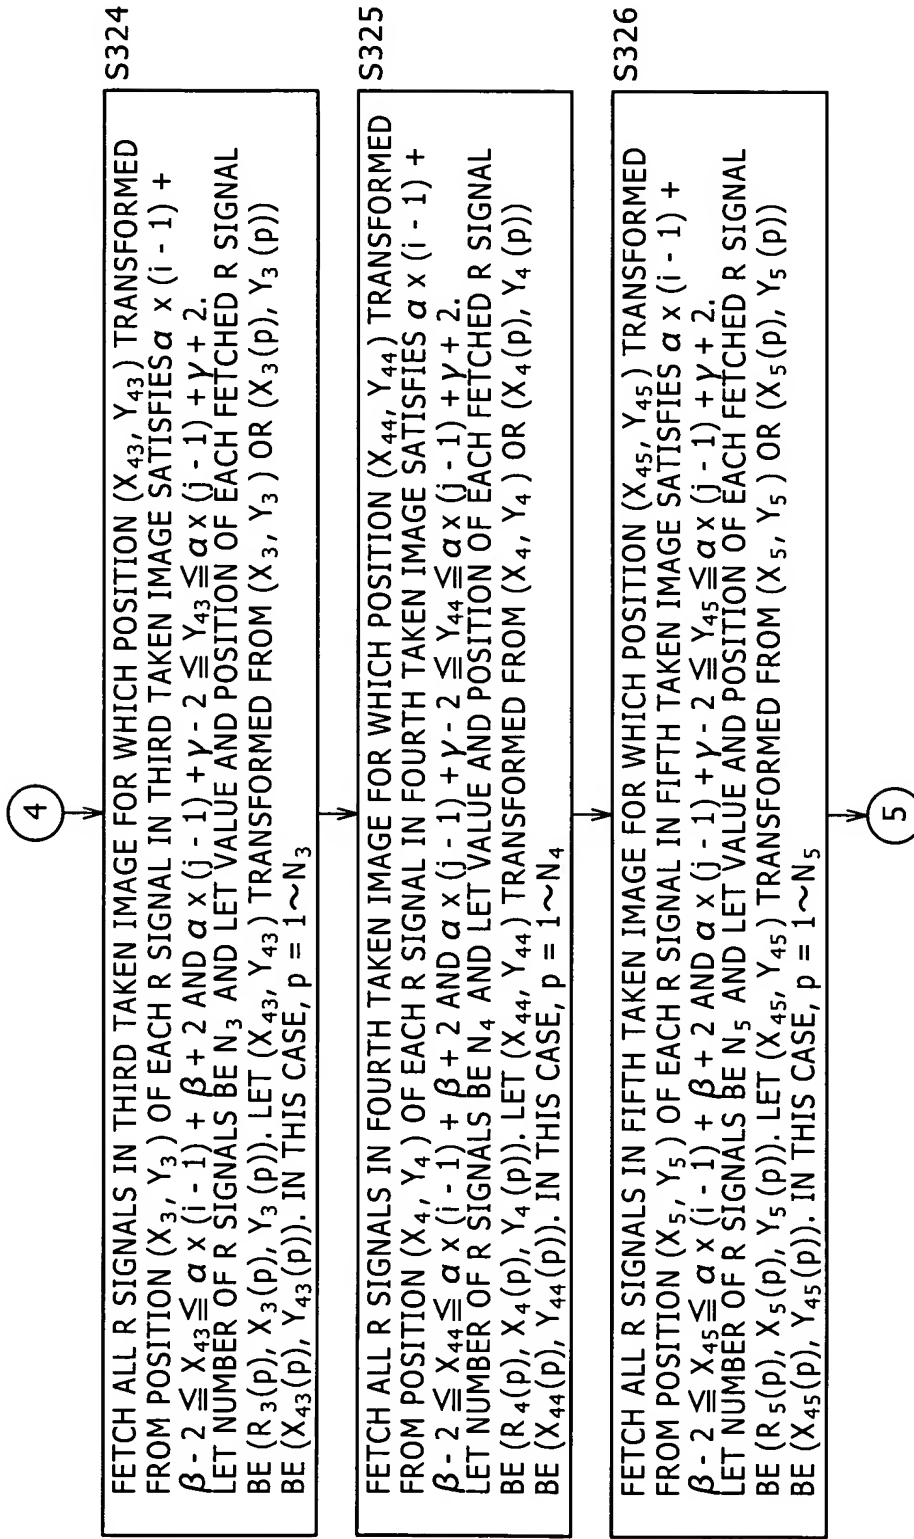 4
S324
FETCH ALL R SIGNALS IN THIRD TAKEN IMAGE FOR WHICH POSITION (X₄₃, Y₄₃) TRANSFORMED
FROM POSITION (X₃, Y₃) OF EACH R SIGNAL IN THIRD TAKEN IMAGE SATISFIES α x (i - 1) +
β - 2 ≦ X₄₃ ≦ α x (i - 1) + β + 2 AND α x (j - 1) + γ - 2 ≦ Y₄₃ ≦ α x (j - 1) + γ + 2.
LET NUMBER OF R SIGNALS BE N₃ AND LET VALUE AND POSITION OF EACH FETCHED R SIGNAL
BE (R₃(p), X₃(p), Y₃(p)). LET (X₄₃, Y₄₃) TRANSFORMED FROM (X₃, Y₃) OR (X₃(p), Y₃(p))
BE (X₄₃(p), Y₄₃(p)). IN THIS CASE, p = 1~N₃
S325
FETCH ALL R SIGNALS IN FOURTH TAKEN IMAGE FOR WHICH POSITION (X₄₄, Y₄₄) TRANSFORMED
FROM POSITION (X₄, Y₄) OF EACH R SIGNAL IN FOURTH TAKEN IMAGE SATISFIES α x (i - 1) +
β - 2 ≦ X₄₄ ≦ α x (i - 1) + β + 2 AND α x (j - 1) + γ - 2 ≦ Y₄₄ ≦ α x (j - 1) + γ + 2.
LET NUMBER OF R SIGNALS BE N₄ AND LET VALUE AND POSITION OF EACH FETCHED R SIGNAL
BE (R₄(p), X₄(p), Y₄(p)). LET (X₄₄, Y₄₄) TRANSFORMED FROM (X₄, Y₄) OR (X₄(p), Y₄(p))
BE (X₄₄(p), Y₄₄(p)). IN THIS CASE, p = 1~N₄
S326
FETCH ALL R SIGNALS IN FIFTH TAKEN IMAGE FOR WHICH POSITION (X₄₅, Y₄₅) TRANSFORMED
FROM POSITION (X₅, Y₅) OF EACH R SIGNAL IN FIFTH TAKEN IMAGE SATISFIES α x (i - 1) +
β - 2 ≦ X₄₅ ≦ α x (i - 1) + β + 2 AND α x (j - 1) + γ - 2 ≦ Y₄₅ ≦ α x (j - 1) + γ + 2.
LET NUMBER OF R SIGNALS BE N₅ AND LET VALUE AND POSITION OF EACH FETCHED R SIGNAL
BE (R₅(p), X₅(p), Y₅(p)). LET (X₄₅, Y₄₅) TRANSFORMED FROM (X₅, Y₅) OR (X₅(p), Y₅(p))
BE (X₄₅(p), Y₄₅(p)). IN THIS CASE, p = 1~N₅
5